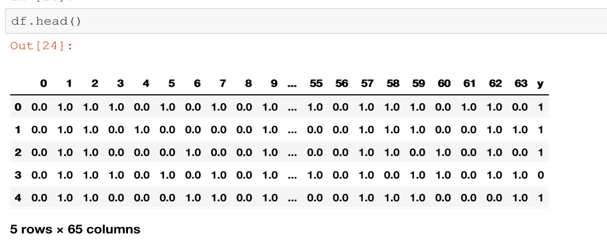 df.head()
Out[24]:
0 1 2 3 4 5 6 7 8 9 ... 55 56 57 58 59 60 61 62 63 y
0 0.0 1.0 1.0 1.0 0.0 1.0 0.0 1.0 0.0 1.0 ... 1.0 0.0 1.0 1.0 1.0 0.0 1.0 1.0 0.0 1
1 0.0 1.0 1.0 0.0 1.0 0.0 0.0 0.0 0.0 1.0 ... 0.0 0.0 1.0 1.0 1.0 0.0 0.0 1.0 1.0 1
2 0.0 1.0 1.0 0.0 0.0 0.0 1.0 0.0 0.0 1.0 ... 0.0 0.0 1.0 1.0 0.0 1.0 0.0 1.0 0.0 1
3 0.0 1.0 1.0 1.0 0.0 1.0 0.0 1.0 0.0 1.0 ... 1.0 0.0 1.0 0.0 1.0 1.0 0.0 1.0 1.0 0
4 0.0 1.0 1.0 0.0 0.0 0.0 1.0 1.0 0.0 1.0 ... 0.0 0.0 1.0 1.0 1.0 0.0 0.0 0.0 1.0 1
5 rows × 65 columns